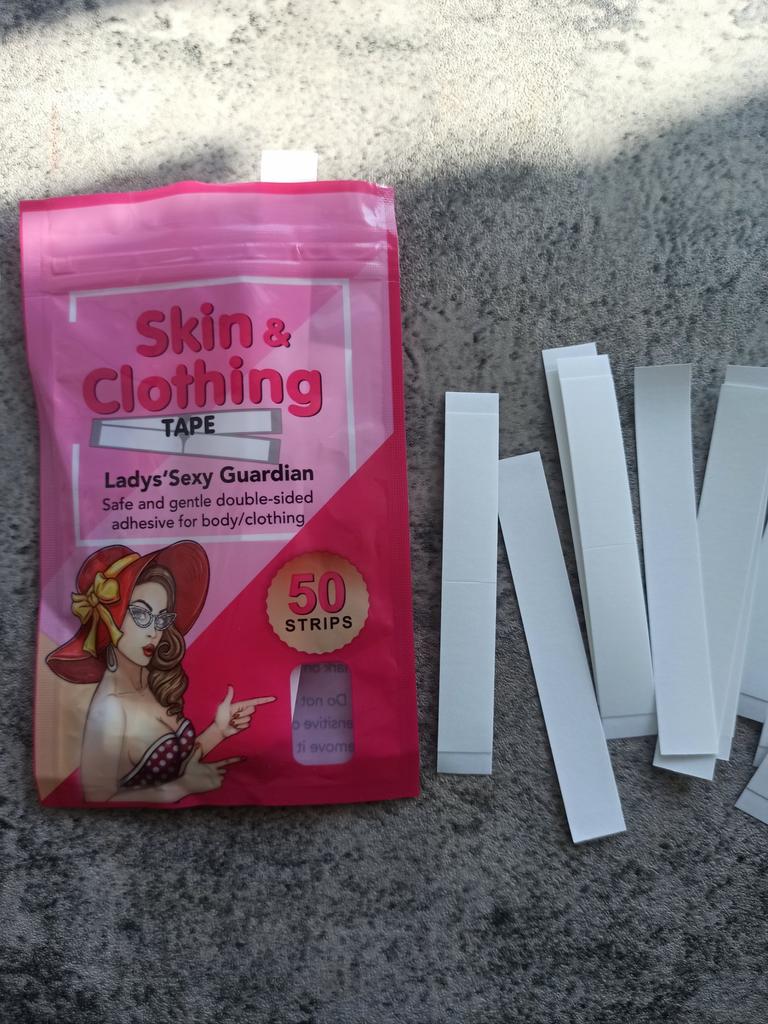 Skin &
Clothing
TAPE
Ladys'Sexy Guardian
Safe and gentle double-sided
adhesive for body/clothing
50
STRIPS
Do not